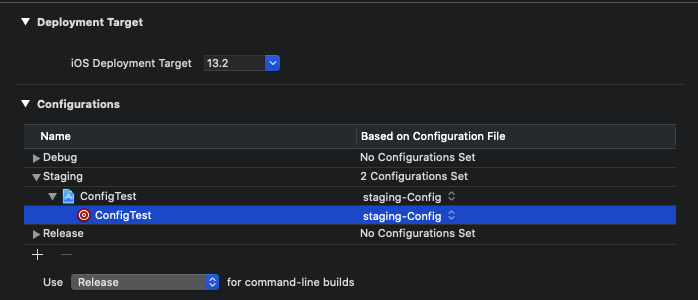 Deployment Target
iOS Deployment Target 13.2
Configurations
Name Based on Configuration File
Debug No Configurations Set
Staging 2 Configurations Set
ConfigTest staging-Config
ConfigTest staging-Config
Release No Configurations Set
+ −
Use Release for command-line builds